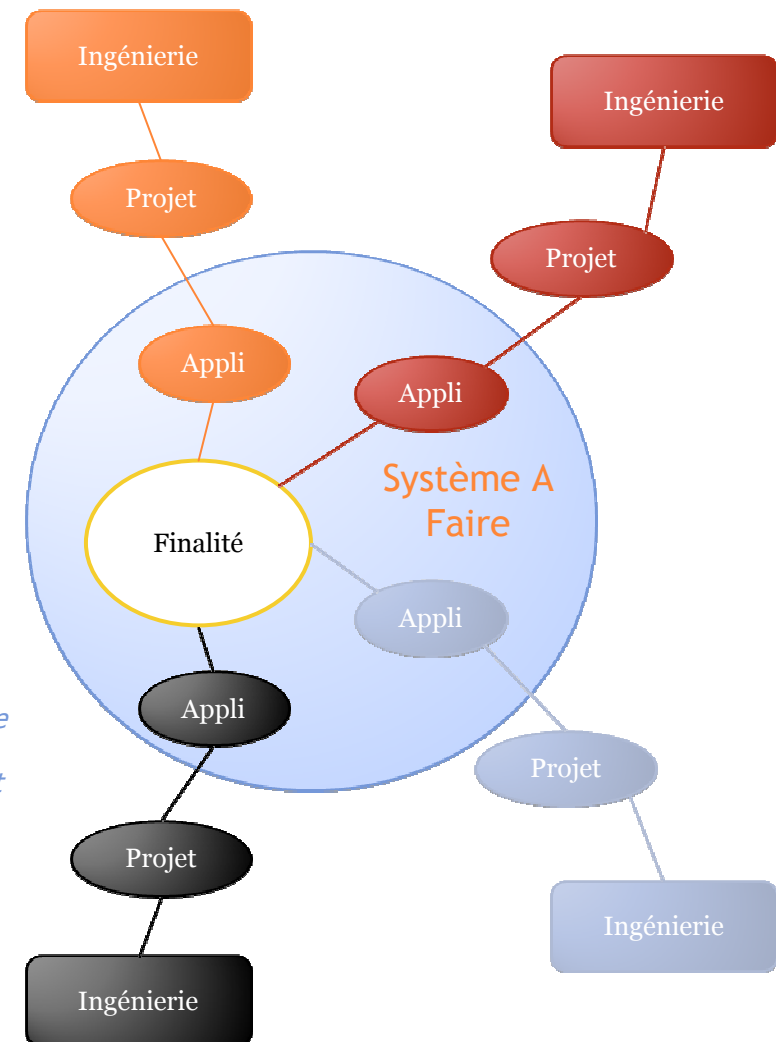 Ingénierie
Ingénierie
Projet
Projet
Appli
Appli
Système A
Faire
Finalité
Appli
Appli
Projet
Projet
Ingénierie
Ingénierie